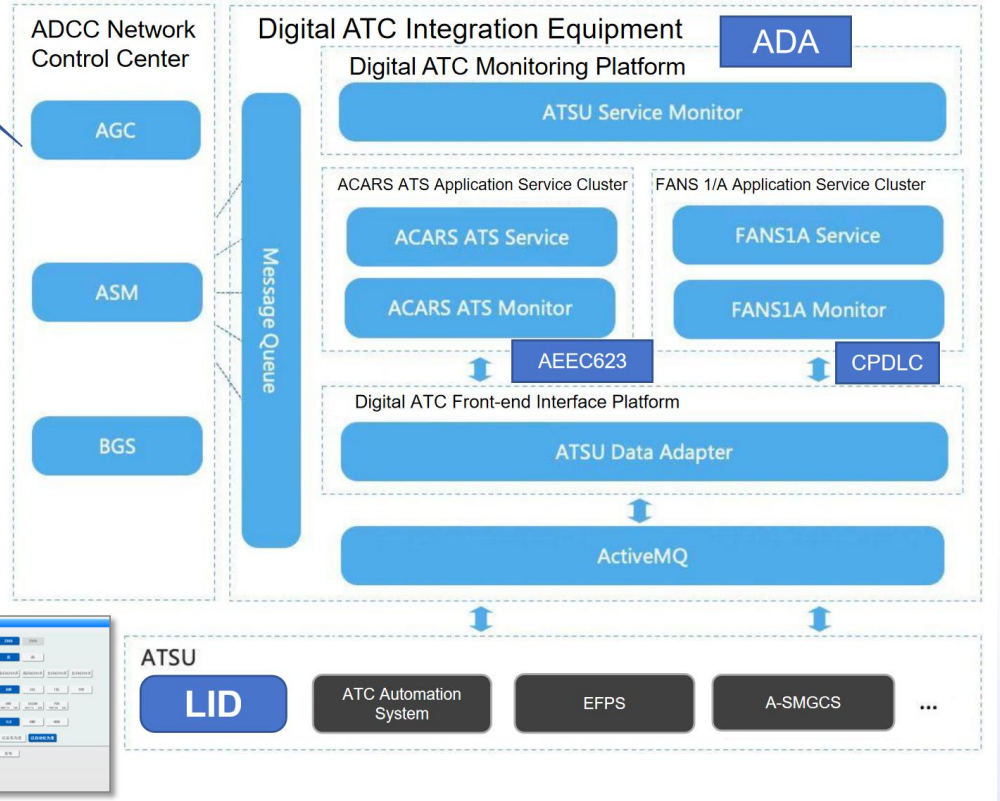 ADCC Network
Control Center
AGC
ASM
BGS
Digital ATC Integration Equipment
ADA
Digital ATC Monitoring Platform
ATSU Service Monitor
Message Queue
ACARS ATS Application Service Cluster
ACARS ATS Service
ACARS ATS Monitor
FANS 1/A Application Service Cluster
FANS1A Service
FANS1A Monitor
AEEC623
CPDLC
Digital ATC Front-end Interface Platform
ATSU Data Adapter
ActiveMQ
ATSU
LID
ATC Automation
System
EFPS
A-SMGCS
...